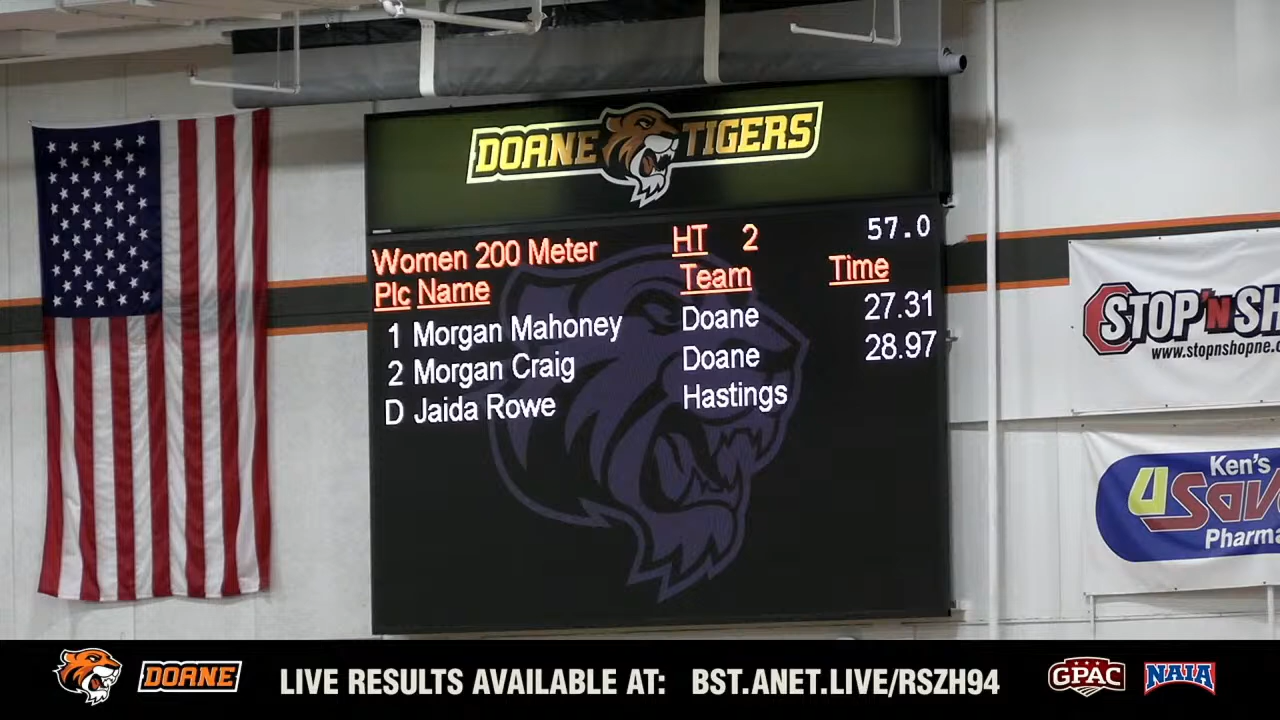 DOANE TIGERS
Women 200 Meter HT 2 57.0
Plc Name Team Time
1 Morgan Mahoney Doane 27.31
2 Morgan Craig Doane 28.97
D Jaida Rowe Hastings
STOP'N SH
www.stopnshopne.c
Ken's
U Sav
Pharma
DOANE LIVE RESULTS AVAILABLE AT: BST.ANET.LIVE/RSZH94 GPAC NAIA